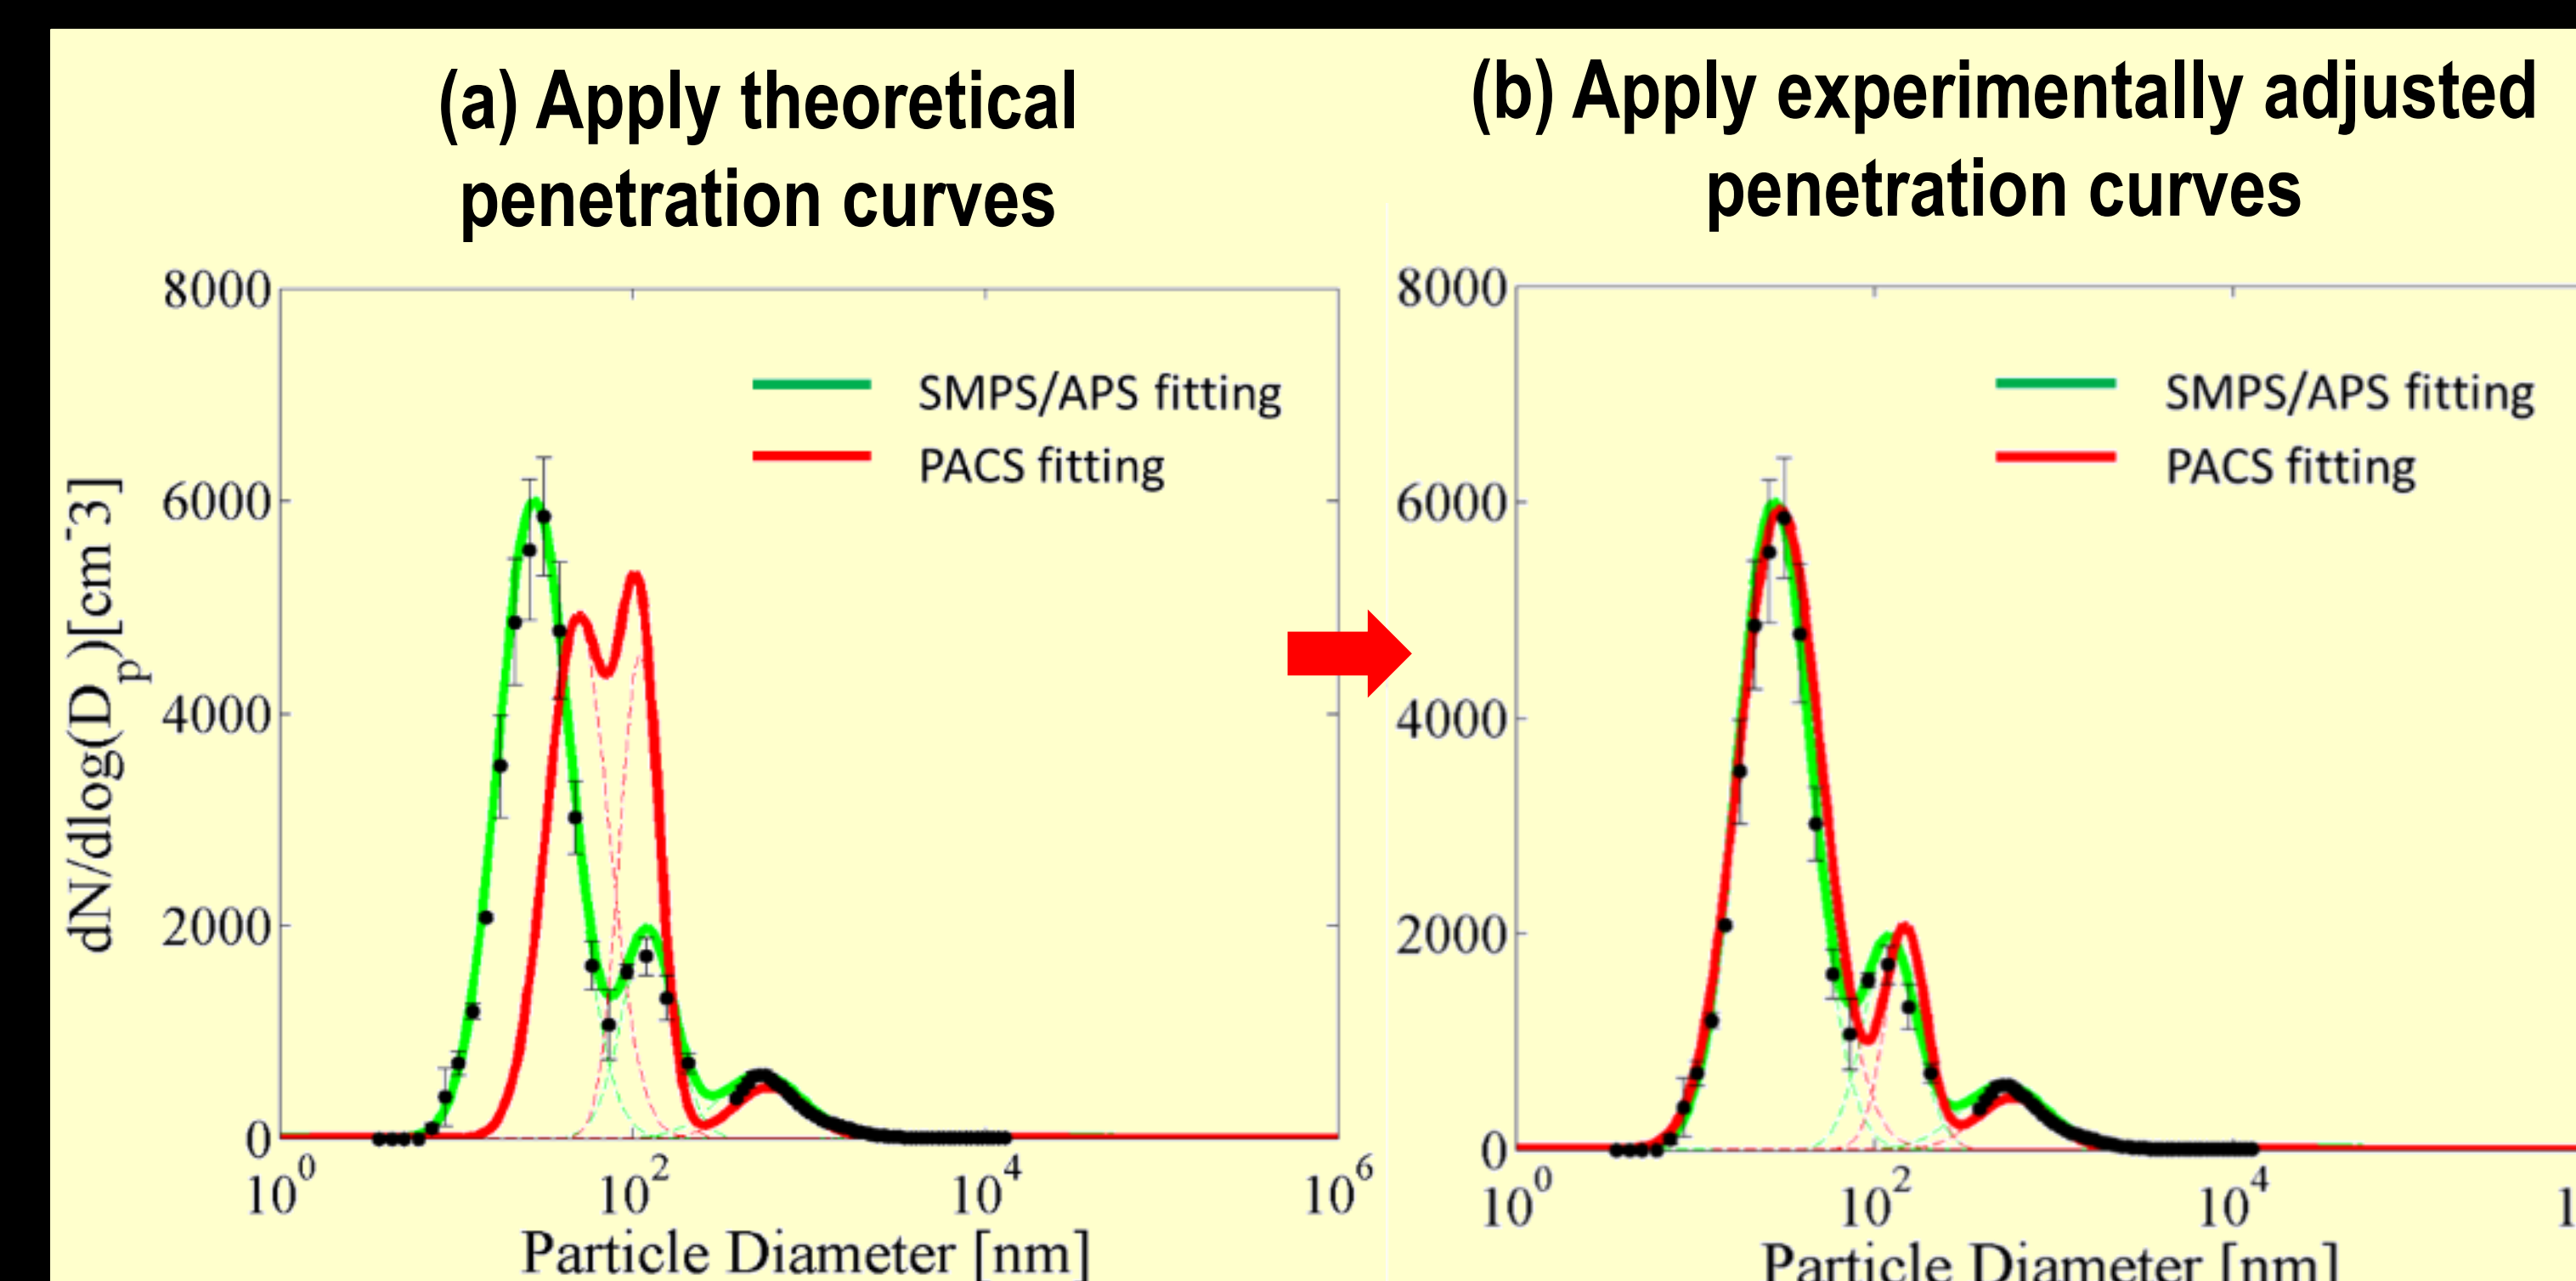 (a) Apply theoretical
penetration curves
8000
6000
4000
2000
0
dN/dlog(D_p)[cm^-3]
SMPS/APS fitting
PACS fitting
10^0
10^2
10^4
10^6
Particle Diameter [nm]
(b) Apply experimentally adjusted
penetration curves
8000
6000
4000
2000
0
SMPS/APS fitting
PACS fitting
10^0
10^2
10^4
Particle Diameter [nm]